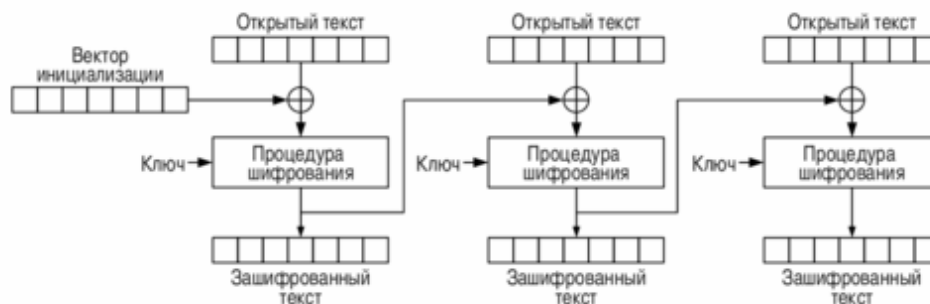 Открытый текст
Открытый текст
Открытый текст
Вектор
инициализации
Ключ
Процедура
шифрования
Ключ
Процедура
шифрования
Ключ
Процедура
шифрования
Зашифрованный
текст
Зашифрованный
текст
Зашифрованный
текст